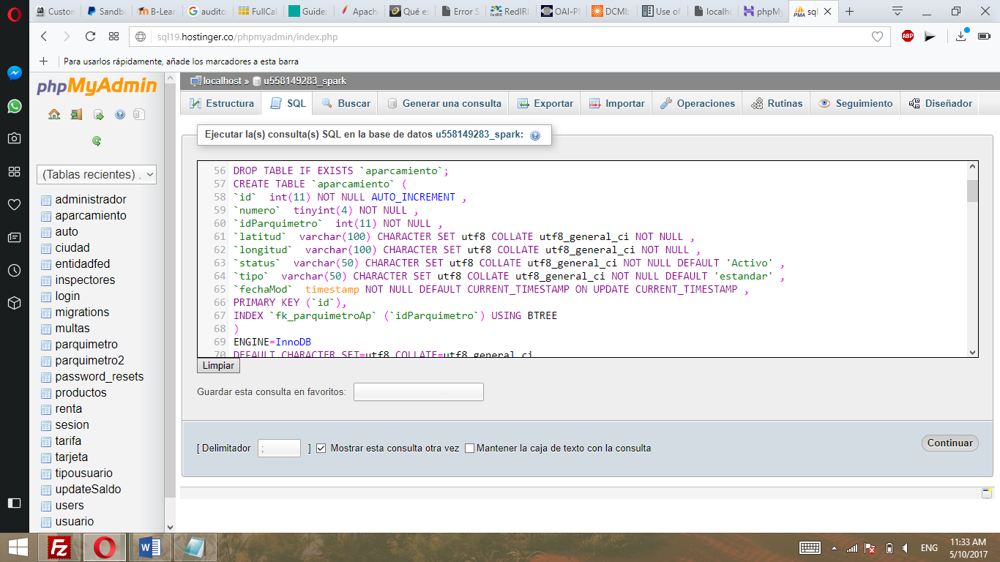 Custom
Sandb
B-Lear
audito
FullCal
Guide:
Apach
Qué es
Error S
RedIRI
OAI-PM
DCMI:
Use of
localho
phpMy
sql
sql19.hostinger.co/phpmyadmin/index.php
ABP
Para usarlos rápidamente, añade los marcadores a esta barra
phpMyAdmin
(Tablas recientes) .
administrador
aparcamiento
auto
ciudad
entidadfed
inspectores
login
migrations
multas
parquimetro
parquimetro2
password_resets
productos
renta
sesion
tarifa
tarjeta
tipousuario
updateSaldo
users
usuario
localhost » u558149283_spark
Estructura
SQL
Buscar
Generar una consulta
Exportar
Importar
Operaciones
Rutinas
Seguimiento
Diseñador
Ejecutar la(s) consulta(s) SQL en la base de datos u558149283_spark:
56 DROP TABLE IF EXISTS `aparcamiento`;
57 CREATE TABLE `aparcamiento` (
58 `id`  int(11) NOT NULL AUTO_INCREMENT ,
59 `numero`  tinyint(4) NOT NULL ,
60 `idParquimetro`  int(11) NOT NULL ,
61 `latitud`  varchar(100) CHARACTER SET utf8 COLLATE utf8_general_ci NOT NULL ,
62 `longitud`  varchar(100) CHARACTER SET utf8 COLLATE utf8_general_ci NOT NULL ,
63 `status`  varchar(50) CHARACTER SET utf8 COLLATE utf8_general_ci NOT NULL DEFAULT 'Activo' ,
64 `tipo`  varchar(50) CHARACTER SET utf8 COLLATE utf8_general_ci NOT NULL DEFAULT 'estandar' ,
65 `fechaMod`  timestamp NOT NULL DEFAULT CURRENT_TIMESTAMP ON UPDATE CURRENT_TIMESTAMP ,
66 PRIMARY KEY (`id`),
67 INDEX `fk_parquimetroAp` (`idParquimetro`) USING BTREE
68 )
69 ENGINE=InnoDB
70 DEFAULT CHARACTER SET=utf8 COLLATE=utf8_general_ci
Limpiar
Guardar esta consulta en favoritos:
[ Delimitador ; ] Mostrar esta consulta otra vez Mantener la caja de texto con la consulta
Continuar
ENG
11:33 AM
5/10/2017